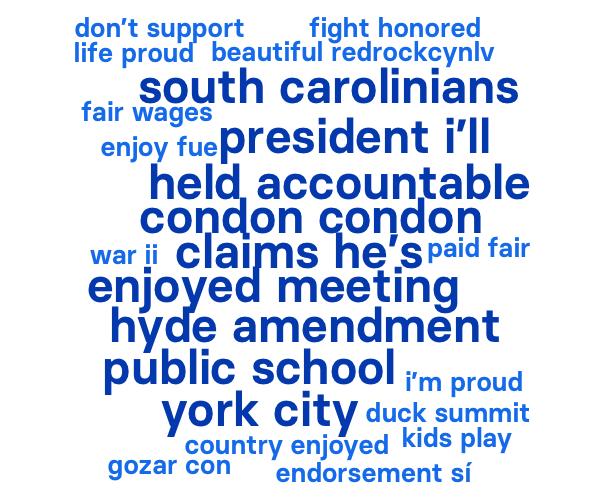 don’t support fight honored
life proud beautiful redrockcynlv
south carolinians
fair wages
president i’ll
enjoy fue
held accountable
condon condon
claims he’s paid fair
war ii
enjoyed meeting
hyde amendment
public school
i’m proud
york city duck summit
country enjoyed kids play
gozar con
endorsement sí